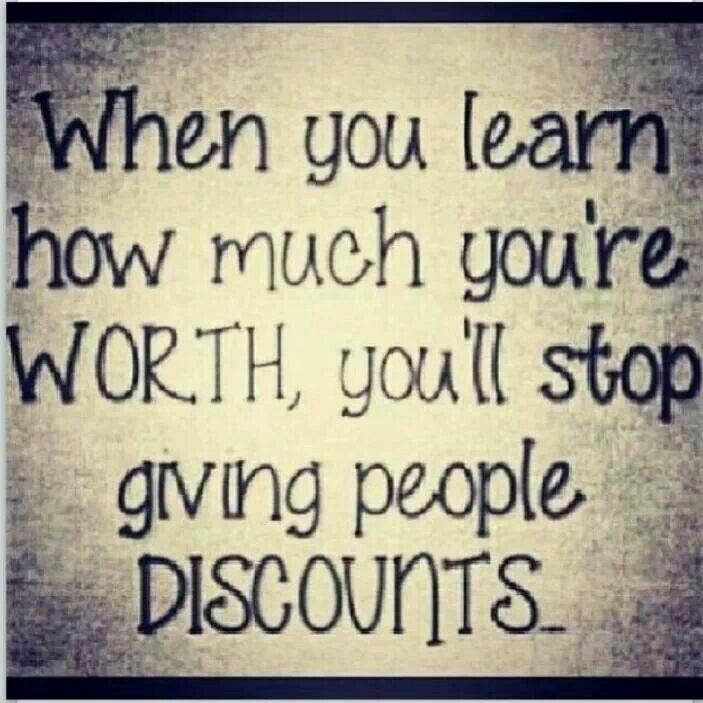 When you learn
how much you're
WORTH, you'll stop
giving people
DISCOUNTS...